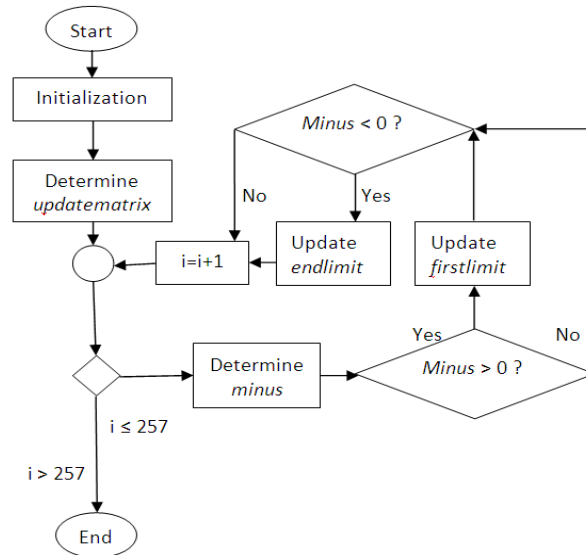 Start
Initialization
Determine
updatematrix
Minus < 0 ?
No
Yes
i=i+1
Update
endlimit
Update
firstlimit
Yes
No
Determine
minus
Minus > 0 ?
i ≤ 257
i > 257
End